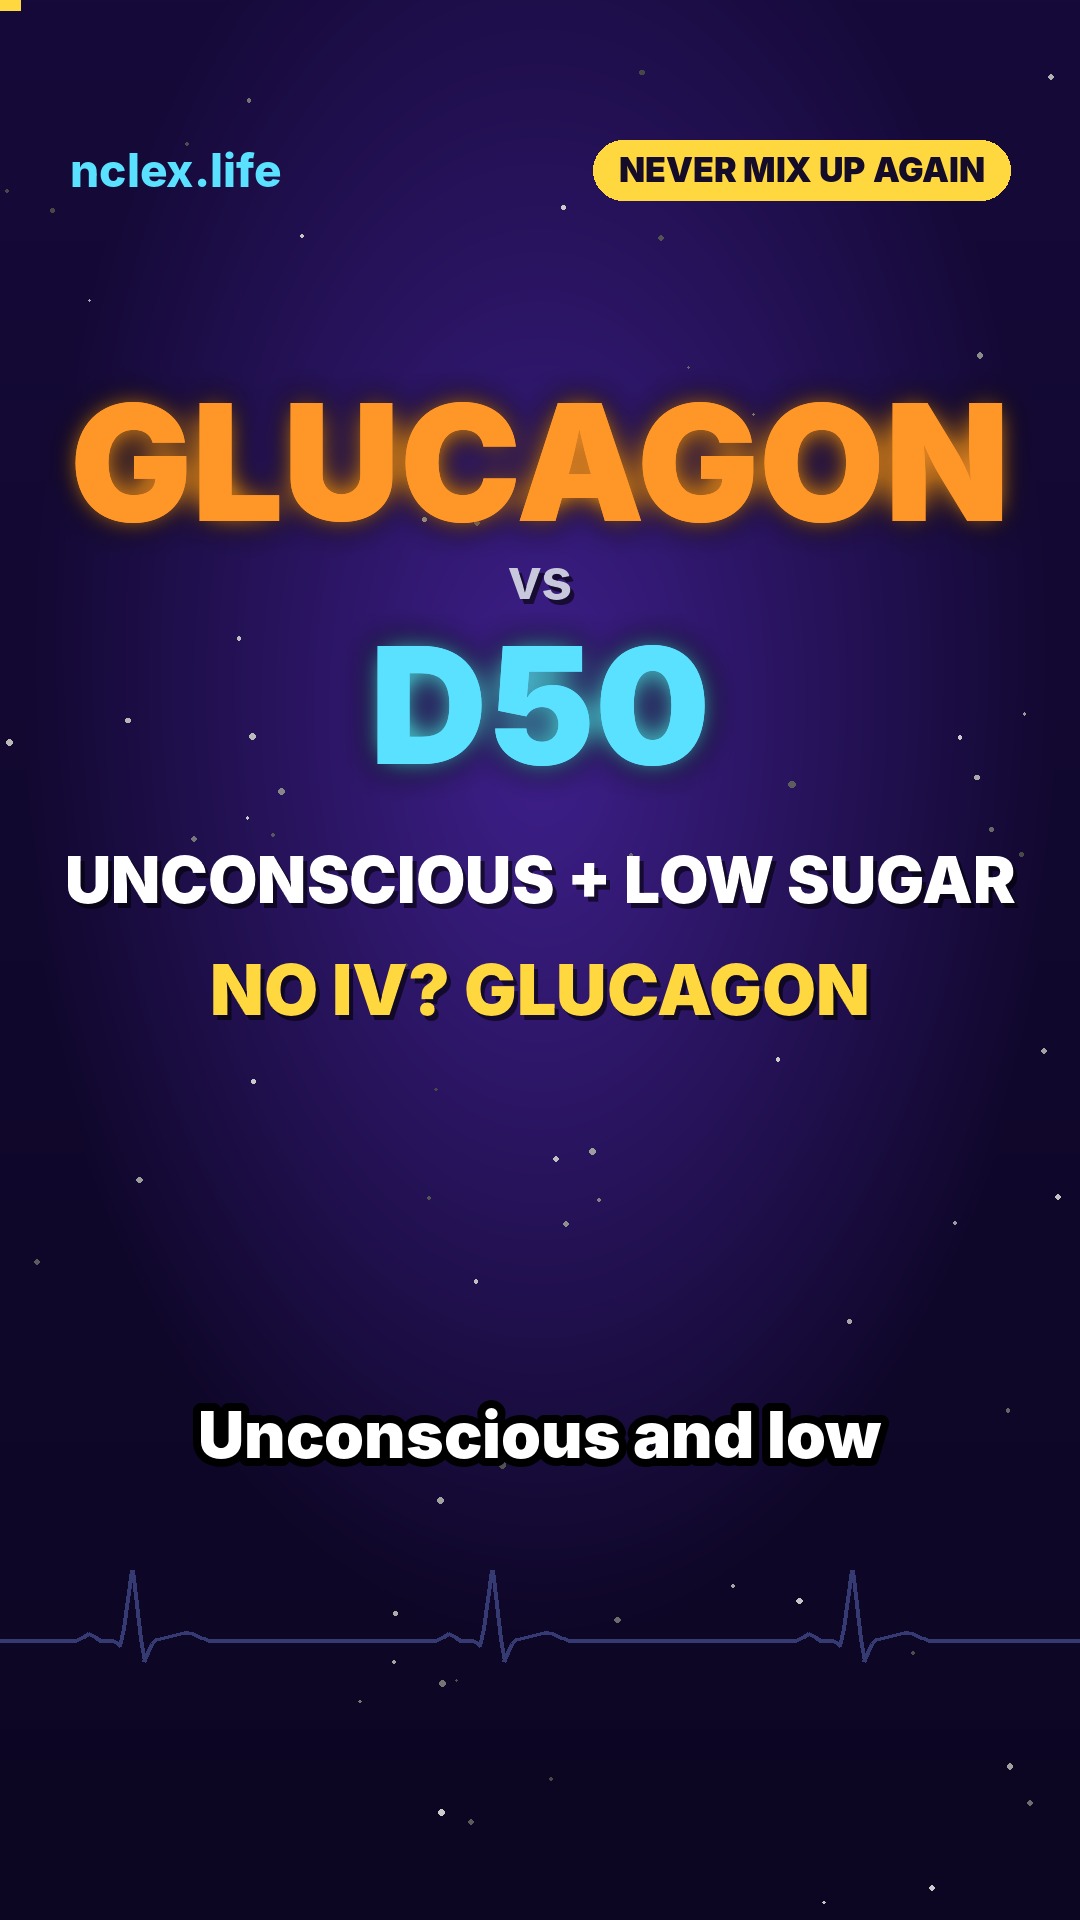 nclex.life
NEVER MIX UP AGAIN
GLUCAGON
vs
D50
UNCONSCIOUS + LOW SUGAR
NO IV? GLUCAGON
Unconscious and low